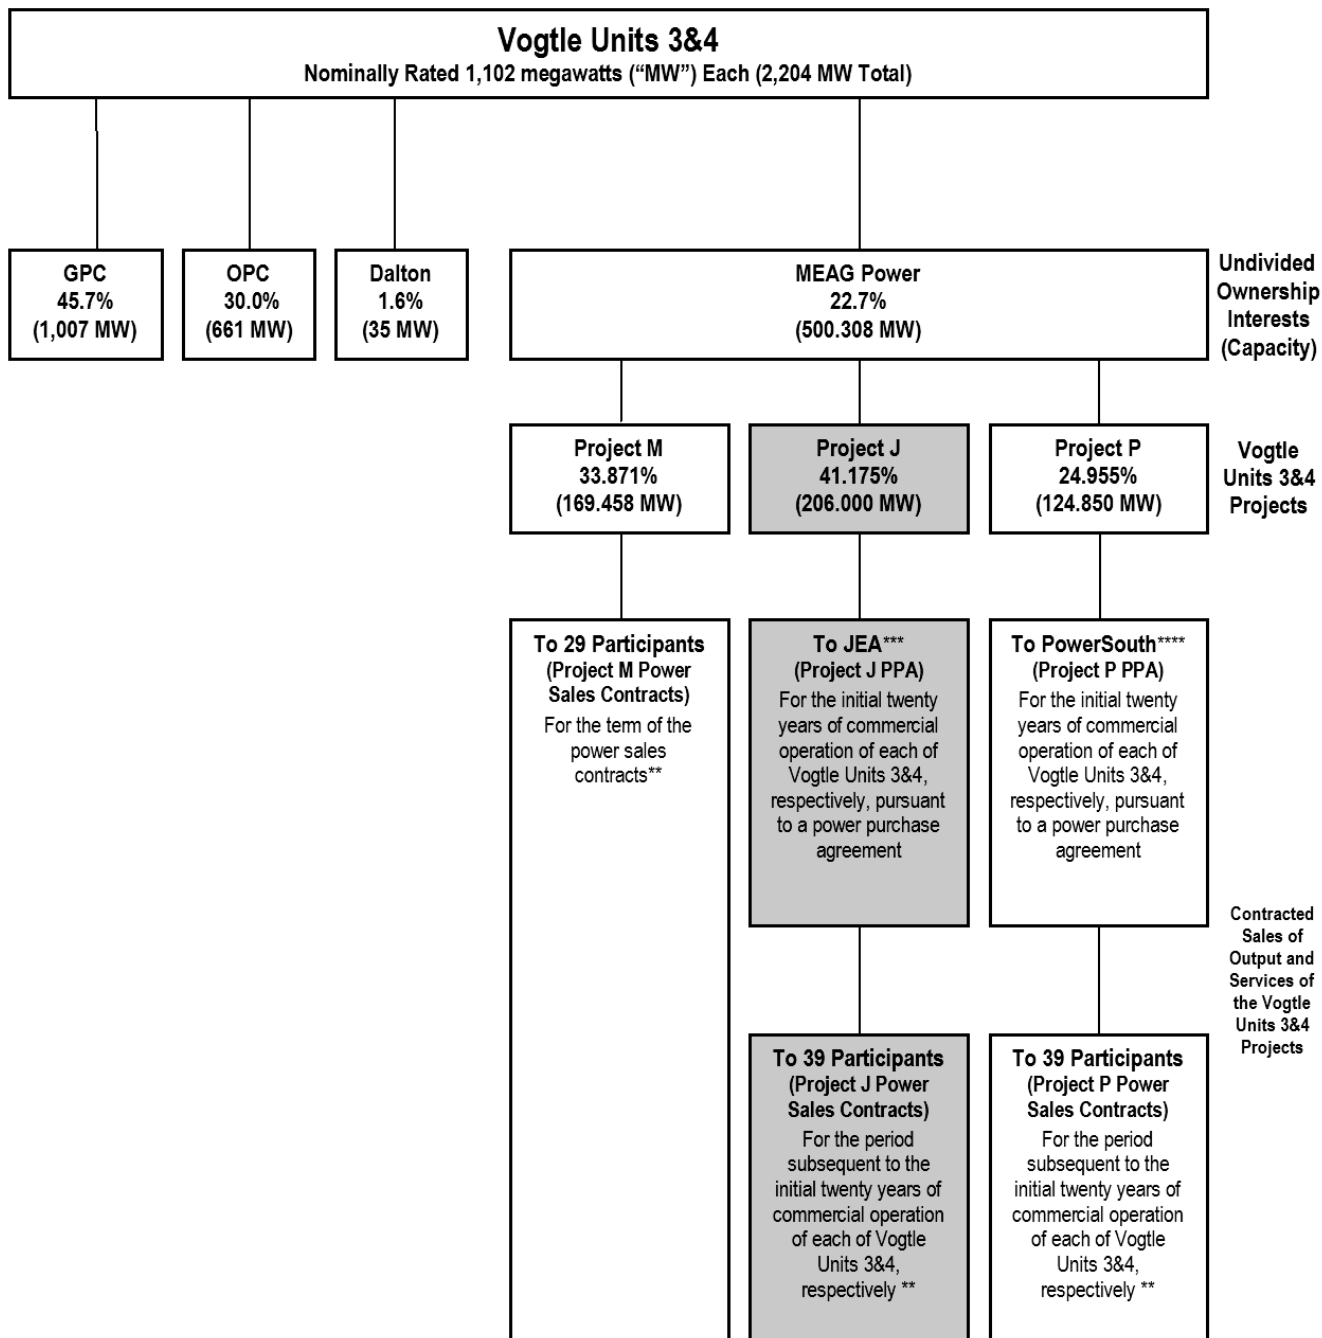 Vogtle Units 3&4
Nominally Rated 1,102 megawatts (“MW”) Each (2,204 MW Total)
GPC
45.7%
(1,007 MW)
OPC
30.0%
(661 MW)
Dalton
1.6%
(35 MW)
MEAG Power
22.7%
(500.308 MW)
Undivided
Ownership
Interests
(Capacity)
Project M
33.871%
(169.458 MW)
Project J
41.175%
(206.000 MW)
Project P
24.955%
(124.850 MW)
Vogtle
Units 3&4
Projects
To 29 Participants
(Project M Power
Sales Contracts)
For the term of the
power sales
contracts**
To JEA***
(Project J PPA)
For the initial twenty
years of commercial
operation of each of
Vogtle Units 3&4,
respectively, pursuant
to a power purchase
agreement
To PowerSouth****
(Project P PPA)
For the initial twenty
years of commercial
operation of each of
Vogtle Units 3&4,
respectively, pursuant
to a power purchase
agreement
Contracted
Sales of
Output and
Services of
the Vogtle
Units 3&4
Projects
To 39 Participants
(Project J Power
Sales Contracts)
For the period
subsequent to the
initial twenty years of
commercial operation
of each of Vogtle
Units 3&4,
respectively **
To 39 Participants
(Project P Power
Sales Contracts)
For the period
subsequent to the
initial twenty years of
commercial operation
of each of Vogtle
Units 3&4,
respectively **